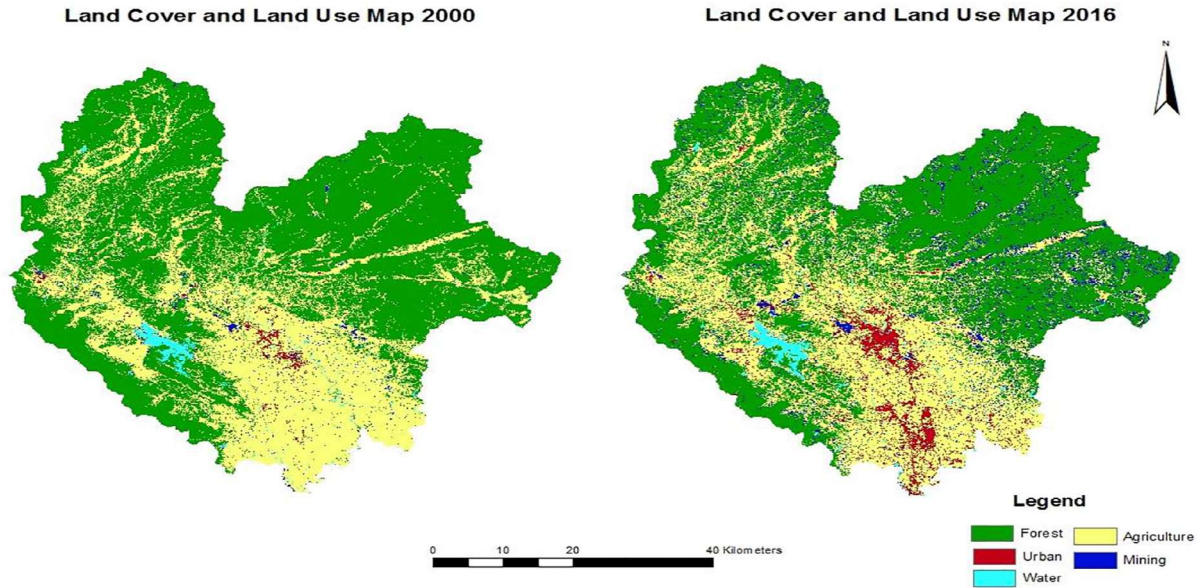 Land Cover and Land Use Map 2000
Land Cover and Land Use Map 2016
N
Legend
Forest
Agriculture
Urban
Mining
Water
0 10 20 40 Kilometers